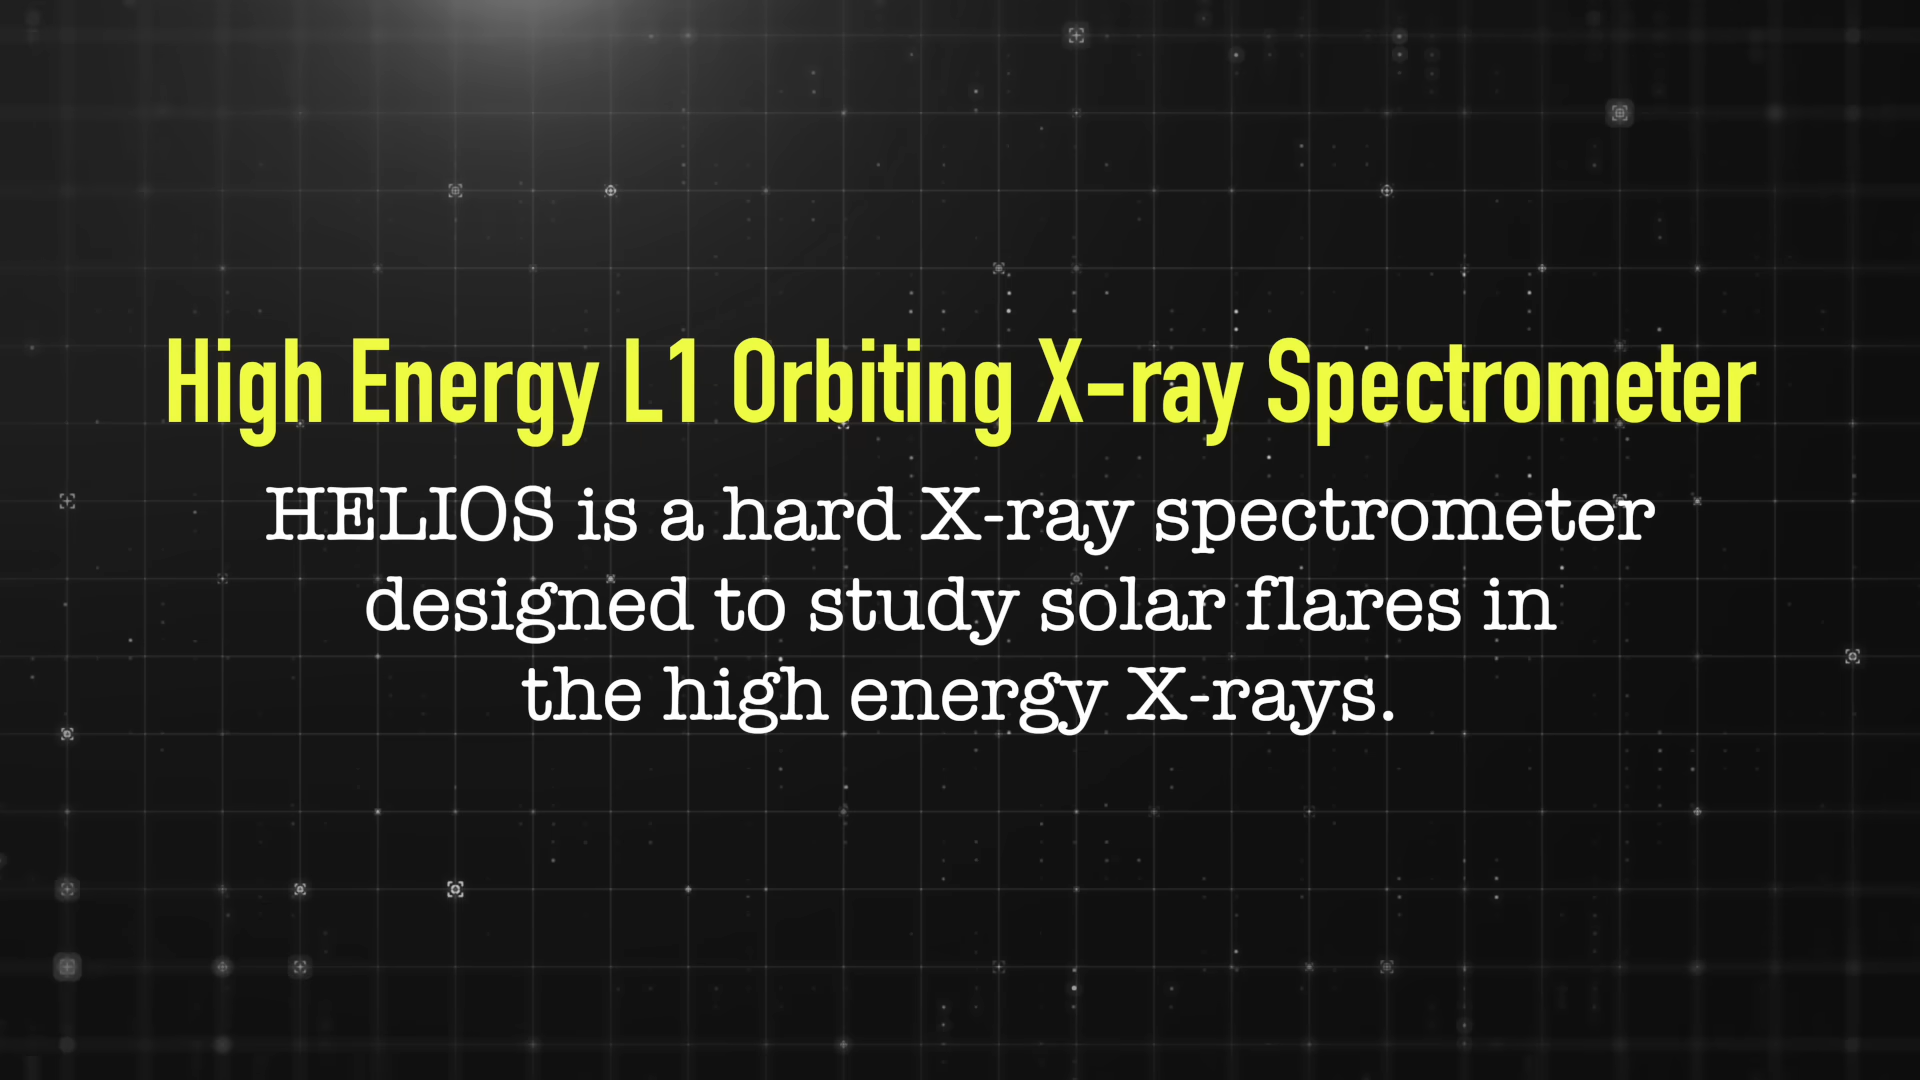 High Energy L1 Orbiting X-ray Spectrometer
HELIOS is a hard X-ray spectrometer
designed to study solar flares in
the high energy X-rays.